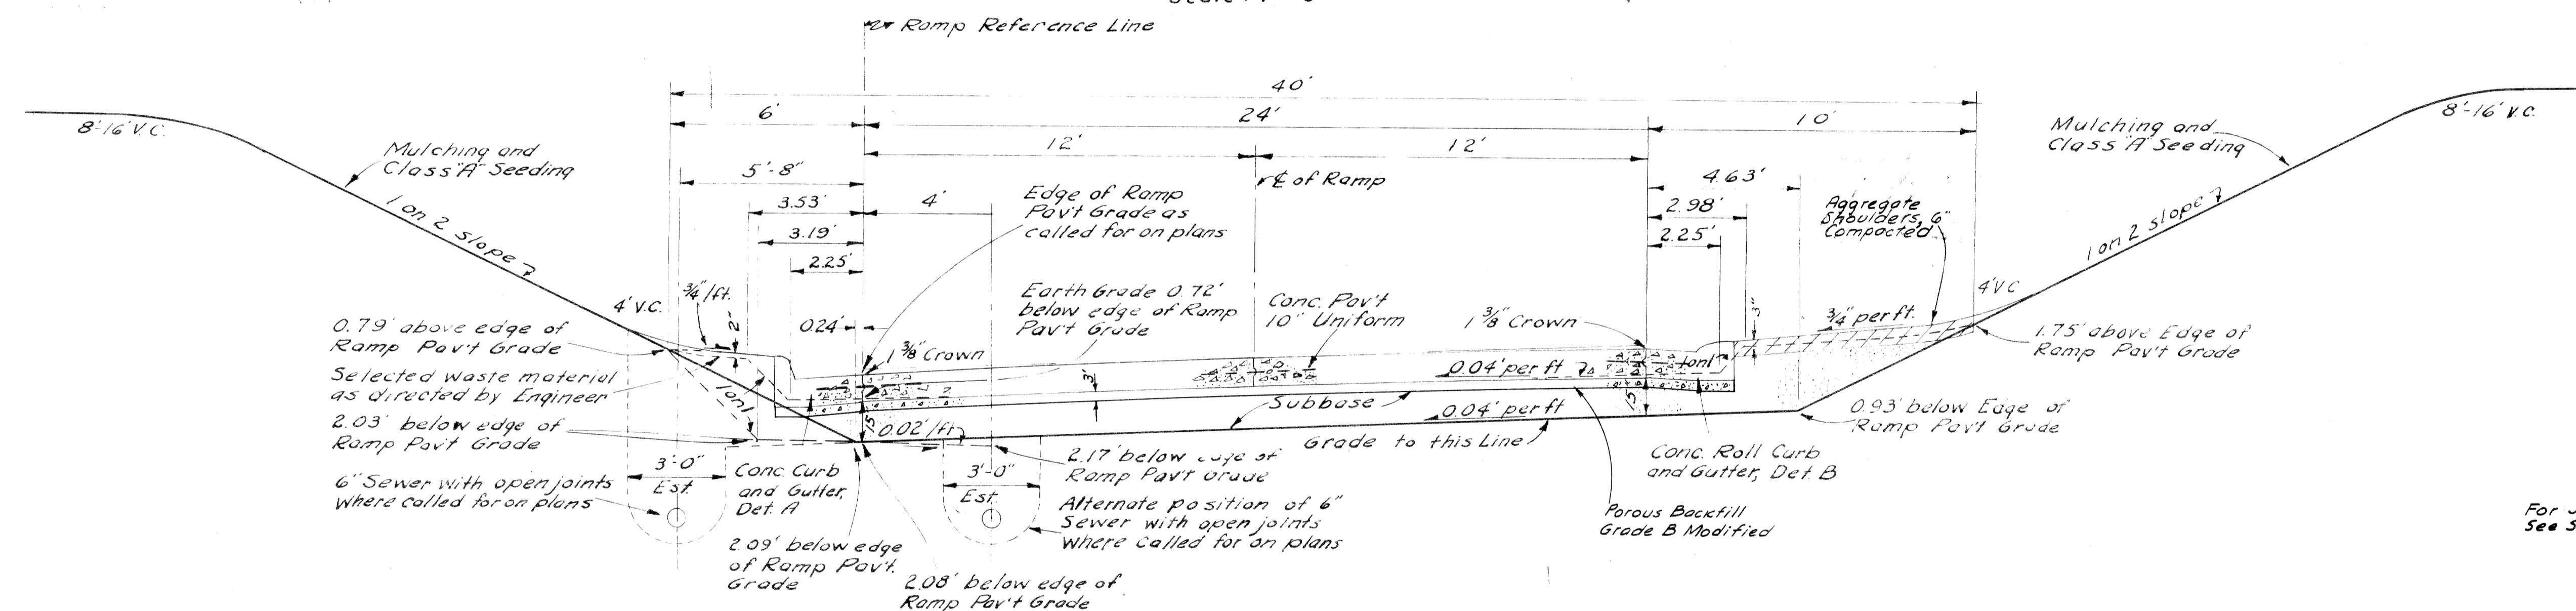 Ramp Reference Line
40'
6'
24'
10'
8'-16' V.C.
8'-16' V.C.
Mulching and
Class "A" Seeding
Mulching and
Class "A" Seeding
12'
12'
5'-8"
℄ of Ramp
4.63'
3.53'
4'
2.98'
3.19'
2.25'
2.25'
Edge of Ramp
Pav't Grade as
called for on plans
Aggregate
Shoulders, 6"
Compacted
1 on 2 slope
1 on 2 slope
4' V.C.
3/4"/ft.
2"
0.24'
Earth Grade 0.72'
below edge of Ramp
Pav't Grade
Conc. Pav't
10" Uniform
1 3/8" Crown
1 3/8" Crown
3"
3/4" per ft.
4' V.C.
0.79' above edge of
Ramp Pav't Grade
1.75' above Edge of
Ramp Pav't Grade
Selected waste material
as directed by Engineer
1 on 1
1 on 1
3"
0.04' per ft
Subbase
0.04' per ft
0.02'/ft
Grade to this Line
2.03' below edge of
Ramp Pav't Grade
0.93' below Edge of
Ramp Pav't Grade
6" Sewer with open joints
where called for on plans
3'-0"
Est.
Conc. Curb
and Gutter,
Det. A
3'-0"
Est.
2.17' below edge of
Ramp Pav't Grade
Alternate position of 6"
Sewer with open joints
where called for on plans
Conc. Roll Curb
and Gutter, Det. B
Porous Backfill
Grade B Modified
2.09' below edge
of Ramp Pav't.
Grade
2.08' below edge of
Ramp Pav't Grade
For
See